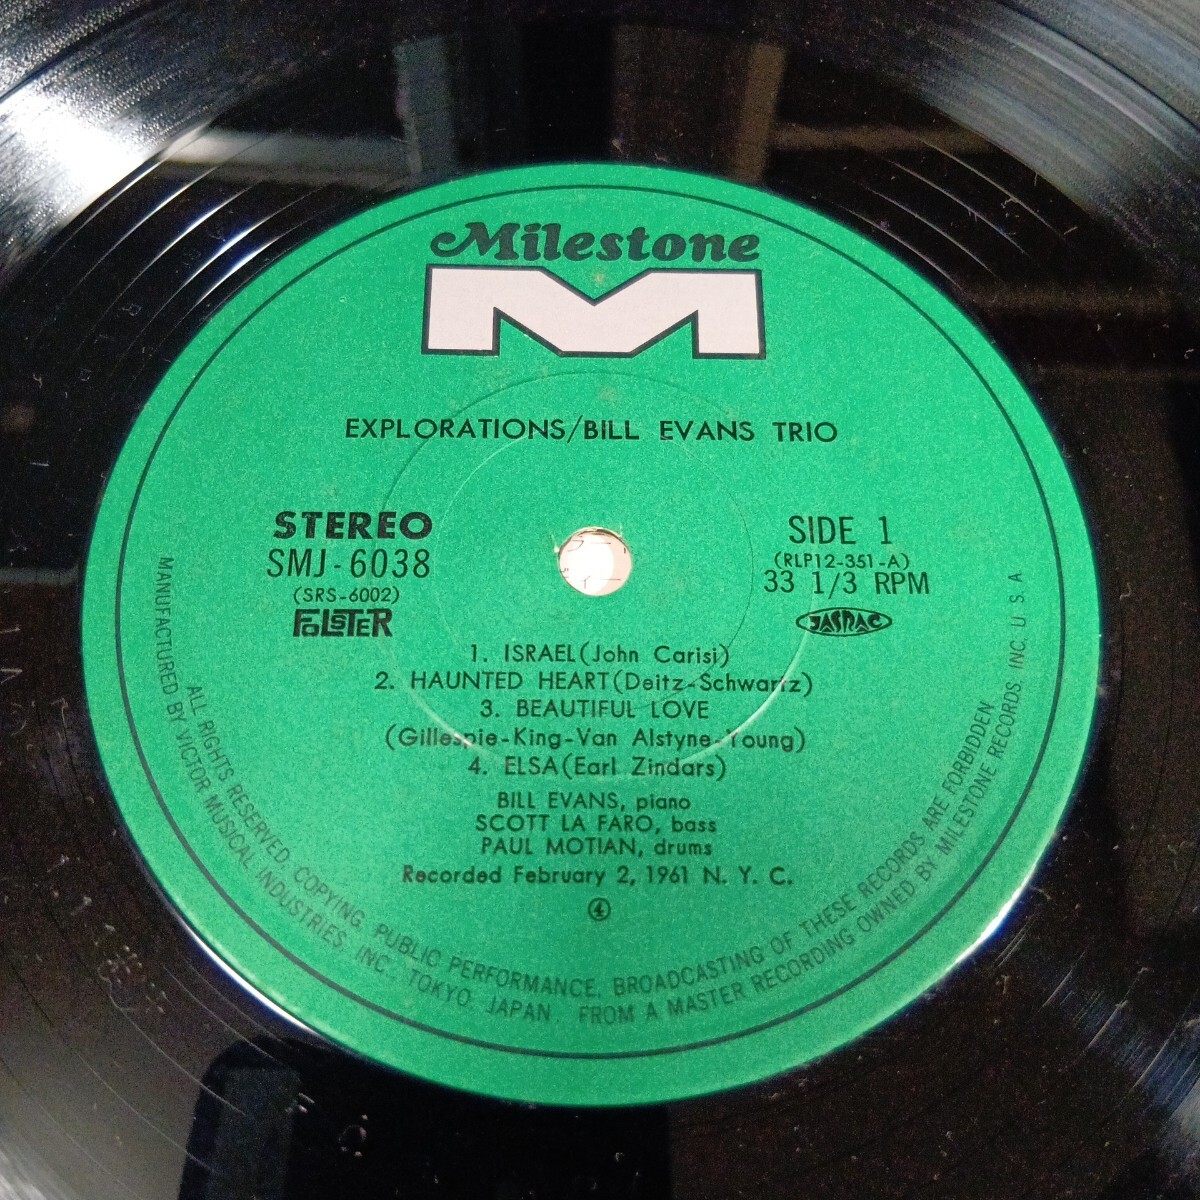 Milestone
M
EXPLORATIONS/BILL EVANS TRIO
STEREO
SMJ-6038
(SRS-6002)
FOLSTER
SIDE 1
(RLP12-351-A)
33 1/3 RPM
JASRAC
1. ISRAEL(John Carisi)
2. HAUNTED HEART(Deitz-Schwartz)
3. BEAUTIFUL LOVE
(Gillespie-King-Van Alstyne-Young)
4. ELSA(Earl Zindars)
BILL EVANS, piano
SCOTT LA FARO, bass
PAUL MOTIAN, drums
Recorded February 2, 1961 N. Y. C.
④
ALL RIGHTS RESERVED. COPYING, PUBLIC PERFORMANCE, BROADCASTING OF THESE RECORDS ARE FORBIDDEN
MANUFACTURED BY VICTOR MUSICAL INDUSTRIES, INC. TOKYO, JAPAN. FROM A MASTER RECORDING OWNED BY MILESTONE RECORDS, INC. U S A